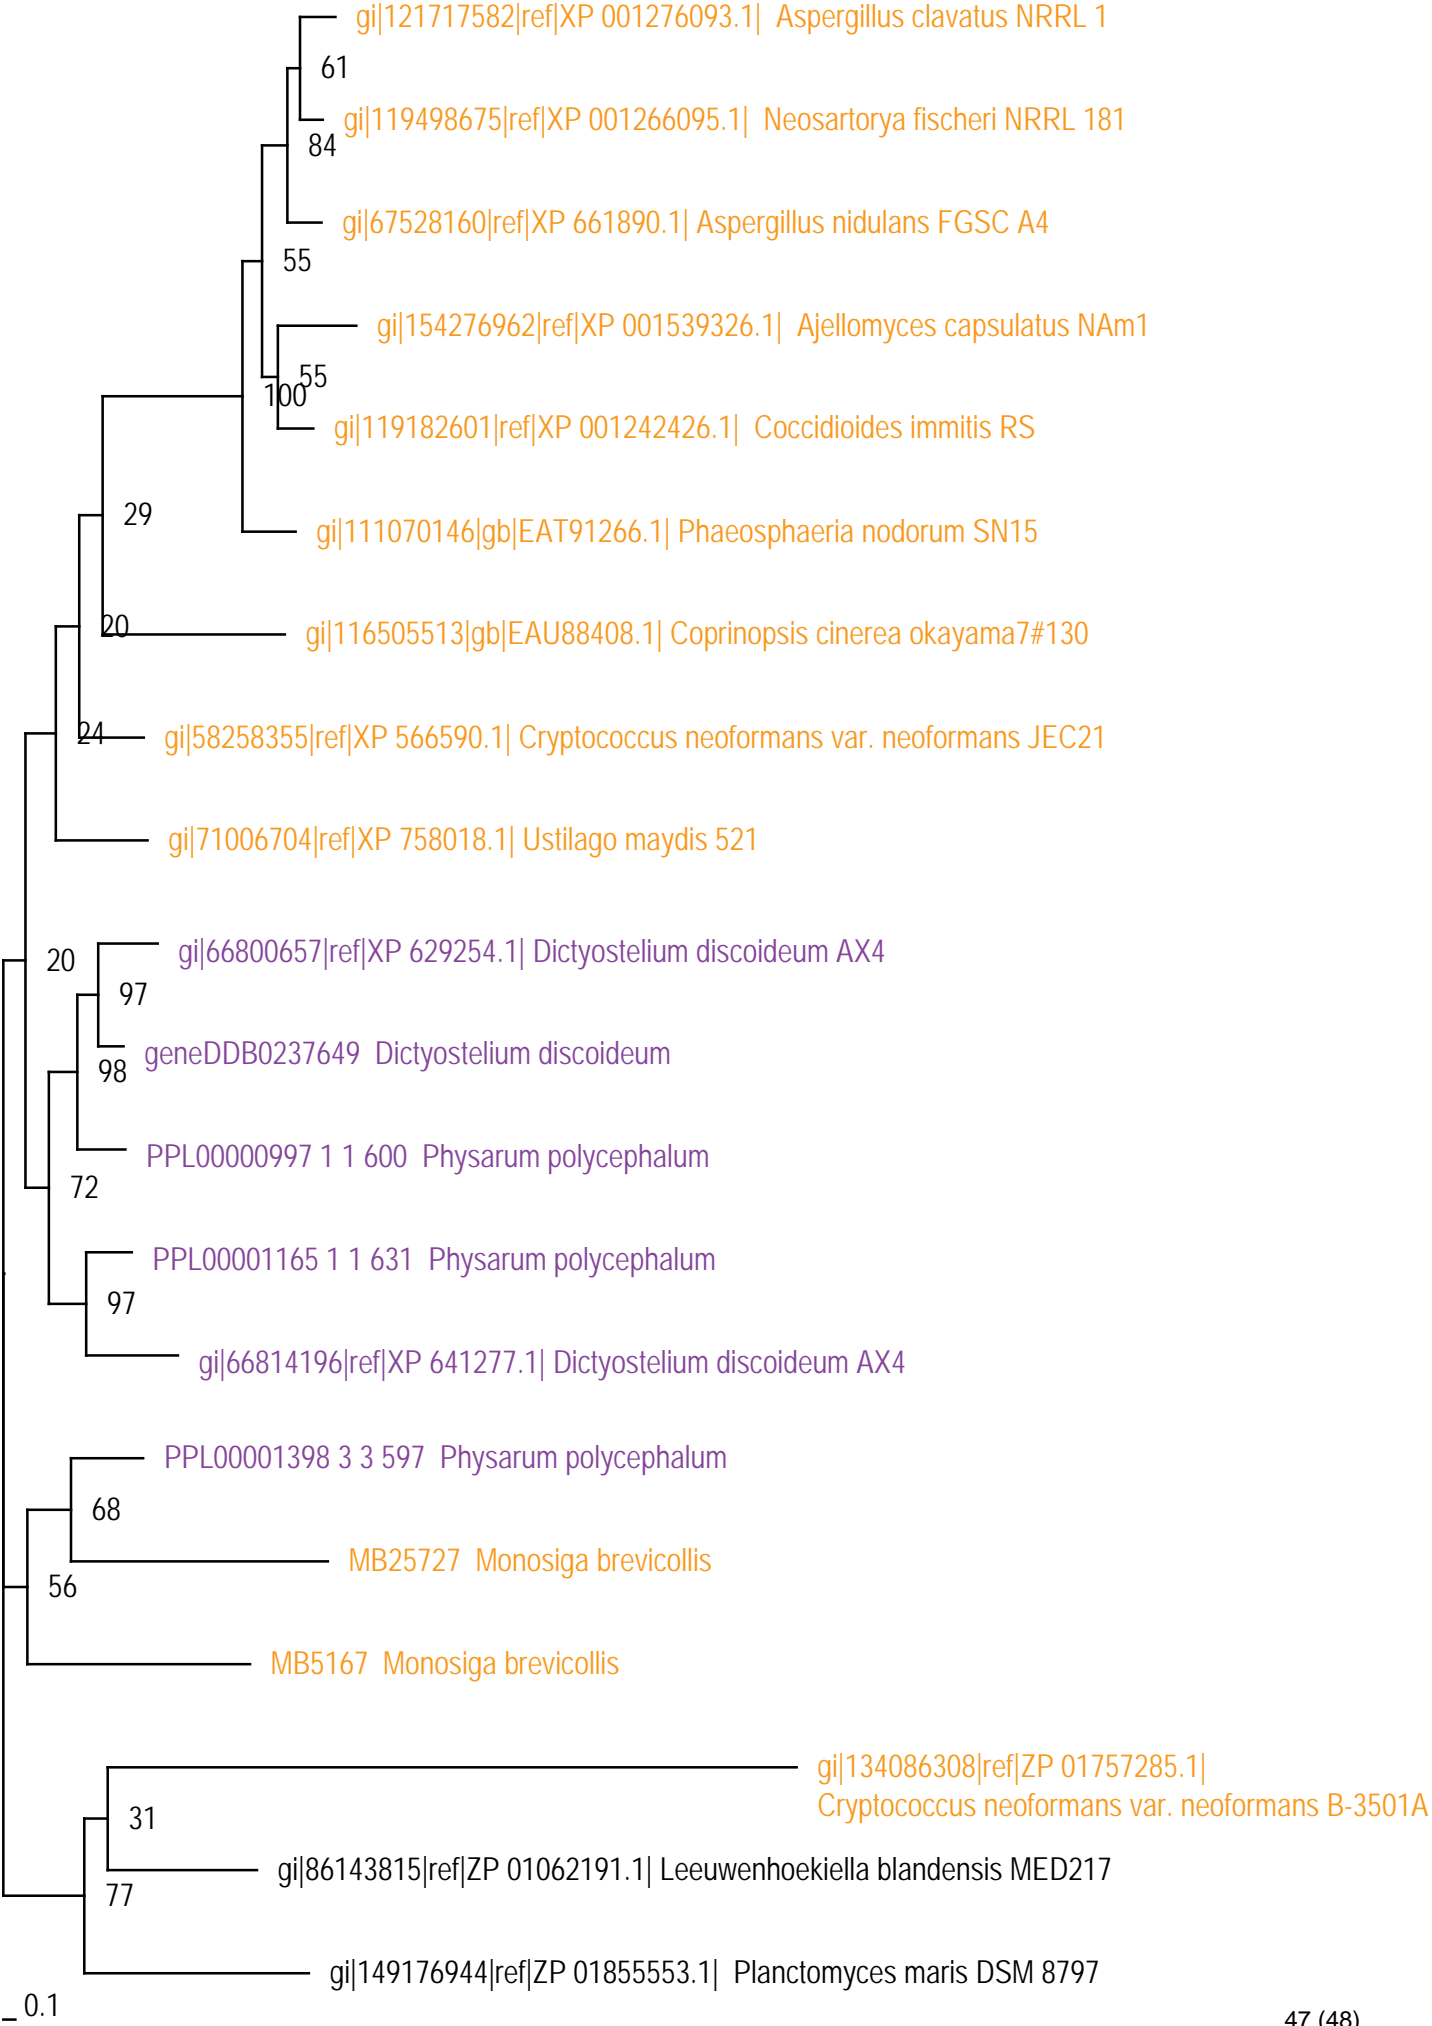 gi|121717582|ref|XP 001276093.1| Aspergillus clavatus NRRL 1
61
gi|119498675|ref|XP 001266095.1| Neosartorya fischeri NRRL 181
84
gi|67528160|ref|XP 661890.1| Aspergillus nidulans FGSC A4
55
gi|154276962|ref|XP 001539326.1| Ajellomyces capsulatus NAm1
55
100
gi|119182601|ref|XP 001242426.1| Coccidioides immitis RS
29
gi|111070146|gb|EAT91266.1| Phaeosphaeria nodorum SN15
20
gi|116505513|gb|EAU88408.1| Coprinopsis cinerea okayama7#130
24
gi|58258355|ref|XP 566590.1| Cryptococcus neoformans var. neoformans JEC21
gi|71006704|ref|XP 758018.1| Ustilago maydis 521
gi|66800657|ref|XP 629254.1| Dictyostelium discoideum AX4
20
97
geneDDB0237649 Dictyostelium discoideum
98
PPL00000997 1 1 600 Physarum polycephalum
72
PPL00001165 1 1 631 Physarum polycephalum
97
gi|66814196|ref|XP 641277.1| Dictyostelium discoideum AX4
PPL00001398 3 3 597 Physarum polycephalum
68
MB25727 Monosiga brevicollis
56
MB5167 Monosiga brevicollis
gi|134086308|ref|ZP 01757285.1|
Cryptococcus neoformans var. neoformans B-3501A
31
gi|86143815|ref|ZP 01062191.1| Leeuwenhoekiella blandensis MED217
77
gi|149176944|ref|ZP 01855553.1| Planctomyces maris DSM 8797
0.1
47 (48)